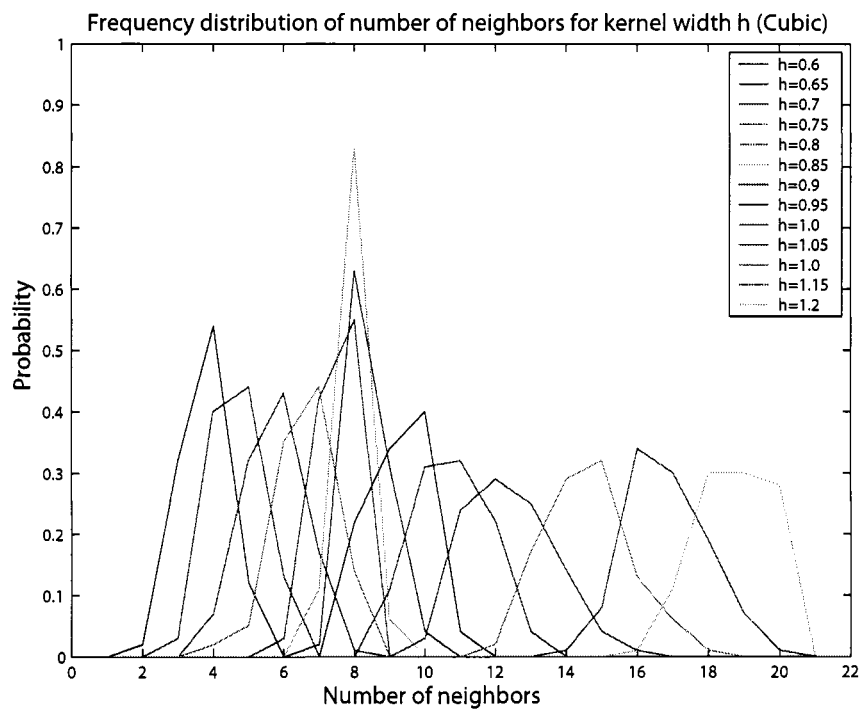 Frequency distribution of number of neighbors for kernel width h (Cubic)
1
0.9
0.8
0.7
0.6
0.5
0.4
0.3
0.2
0.1
0
Probability
h=0.6
h=0.65
h=0.7
h=0.75
h=0.8
h=0.85
h=0.9
h=0.95
h=1.0
h=1.05
h=1.0
h=1.15
h=1.2
0 2 4 6 8 10 12 14 16 18 20 22
Number of neighbors